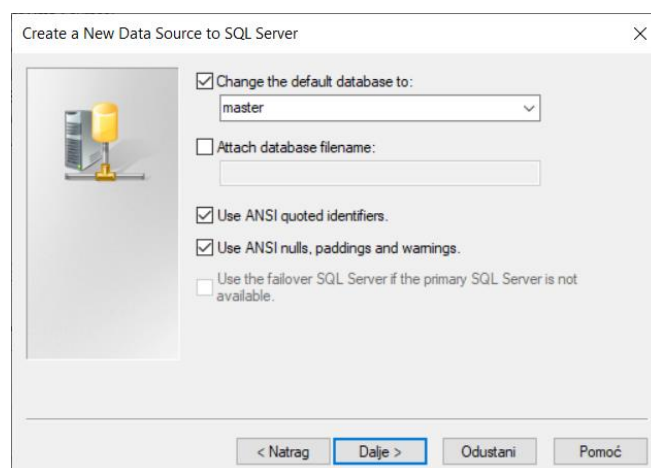 Create a New Data Source to SQL Server
Change the default database to:
master
Attach database filename:
Use ANSI quoted identifiers.
Use ANSI nulls, paddings and warnings.
Use the failover SQL Server if the primary SQL Server is not
available.
< Natrag
Dalje >
Odustani
Pomoć